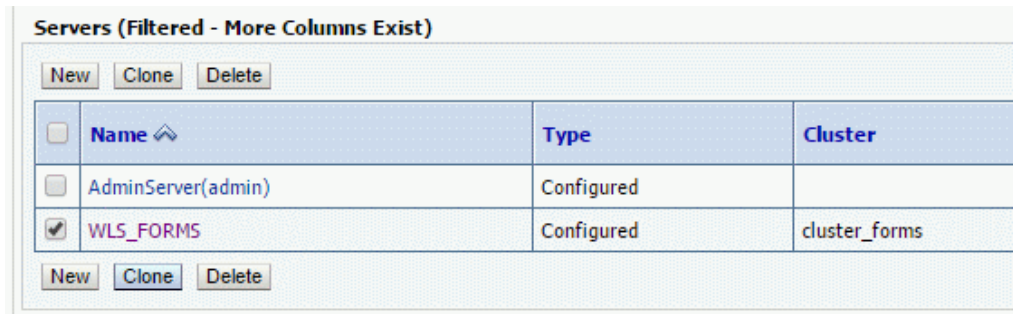 Servers (Filtered - More Columns Exist)
New Clone Delete
Name Type Cluster
AdminServer(admin) Configured
WLS_FORMS Configured cluster_forms
New Clone Delete